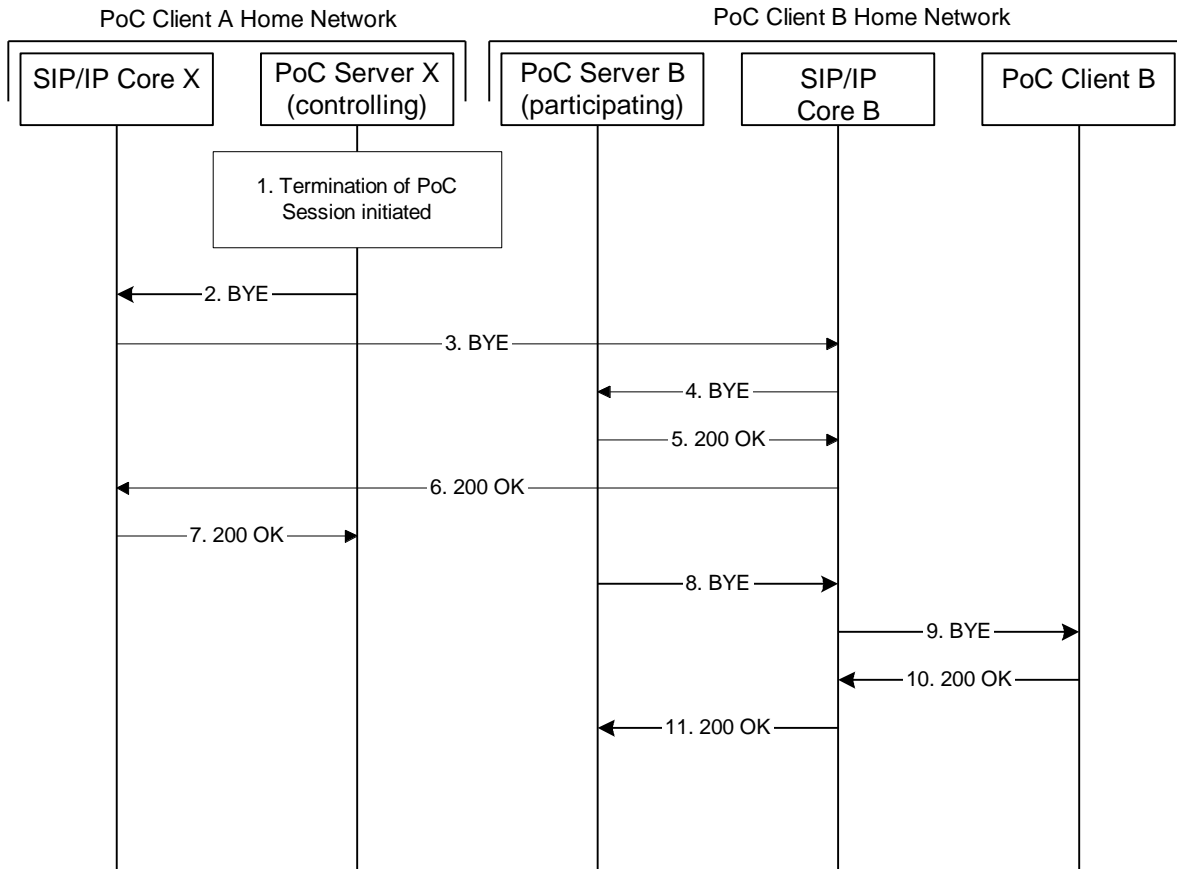 PoC Client A Home Network
PoC Client B Home Network
SIP/IP Core X
PoC Server X
(controlling)
PoC Server B
(participating)
SIP/IP
Core B
PoC Client B
1. Termination of PoC
Session initiated
2. BYE
3. BYE
4. BYE
5. 200 OK
6. 200 OK
7. 200 OK
8. BYE
9. BYE
10. 200 OK
11. 200 OK